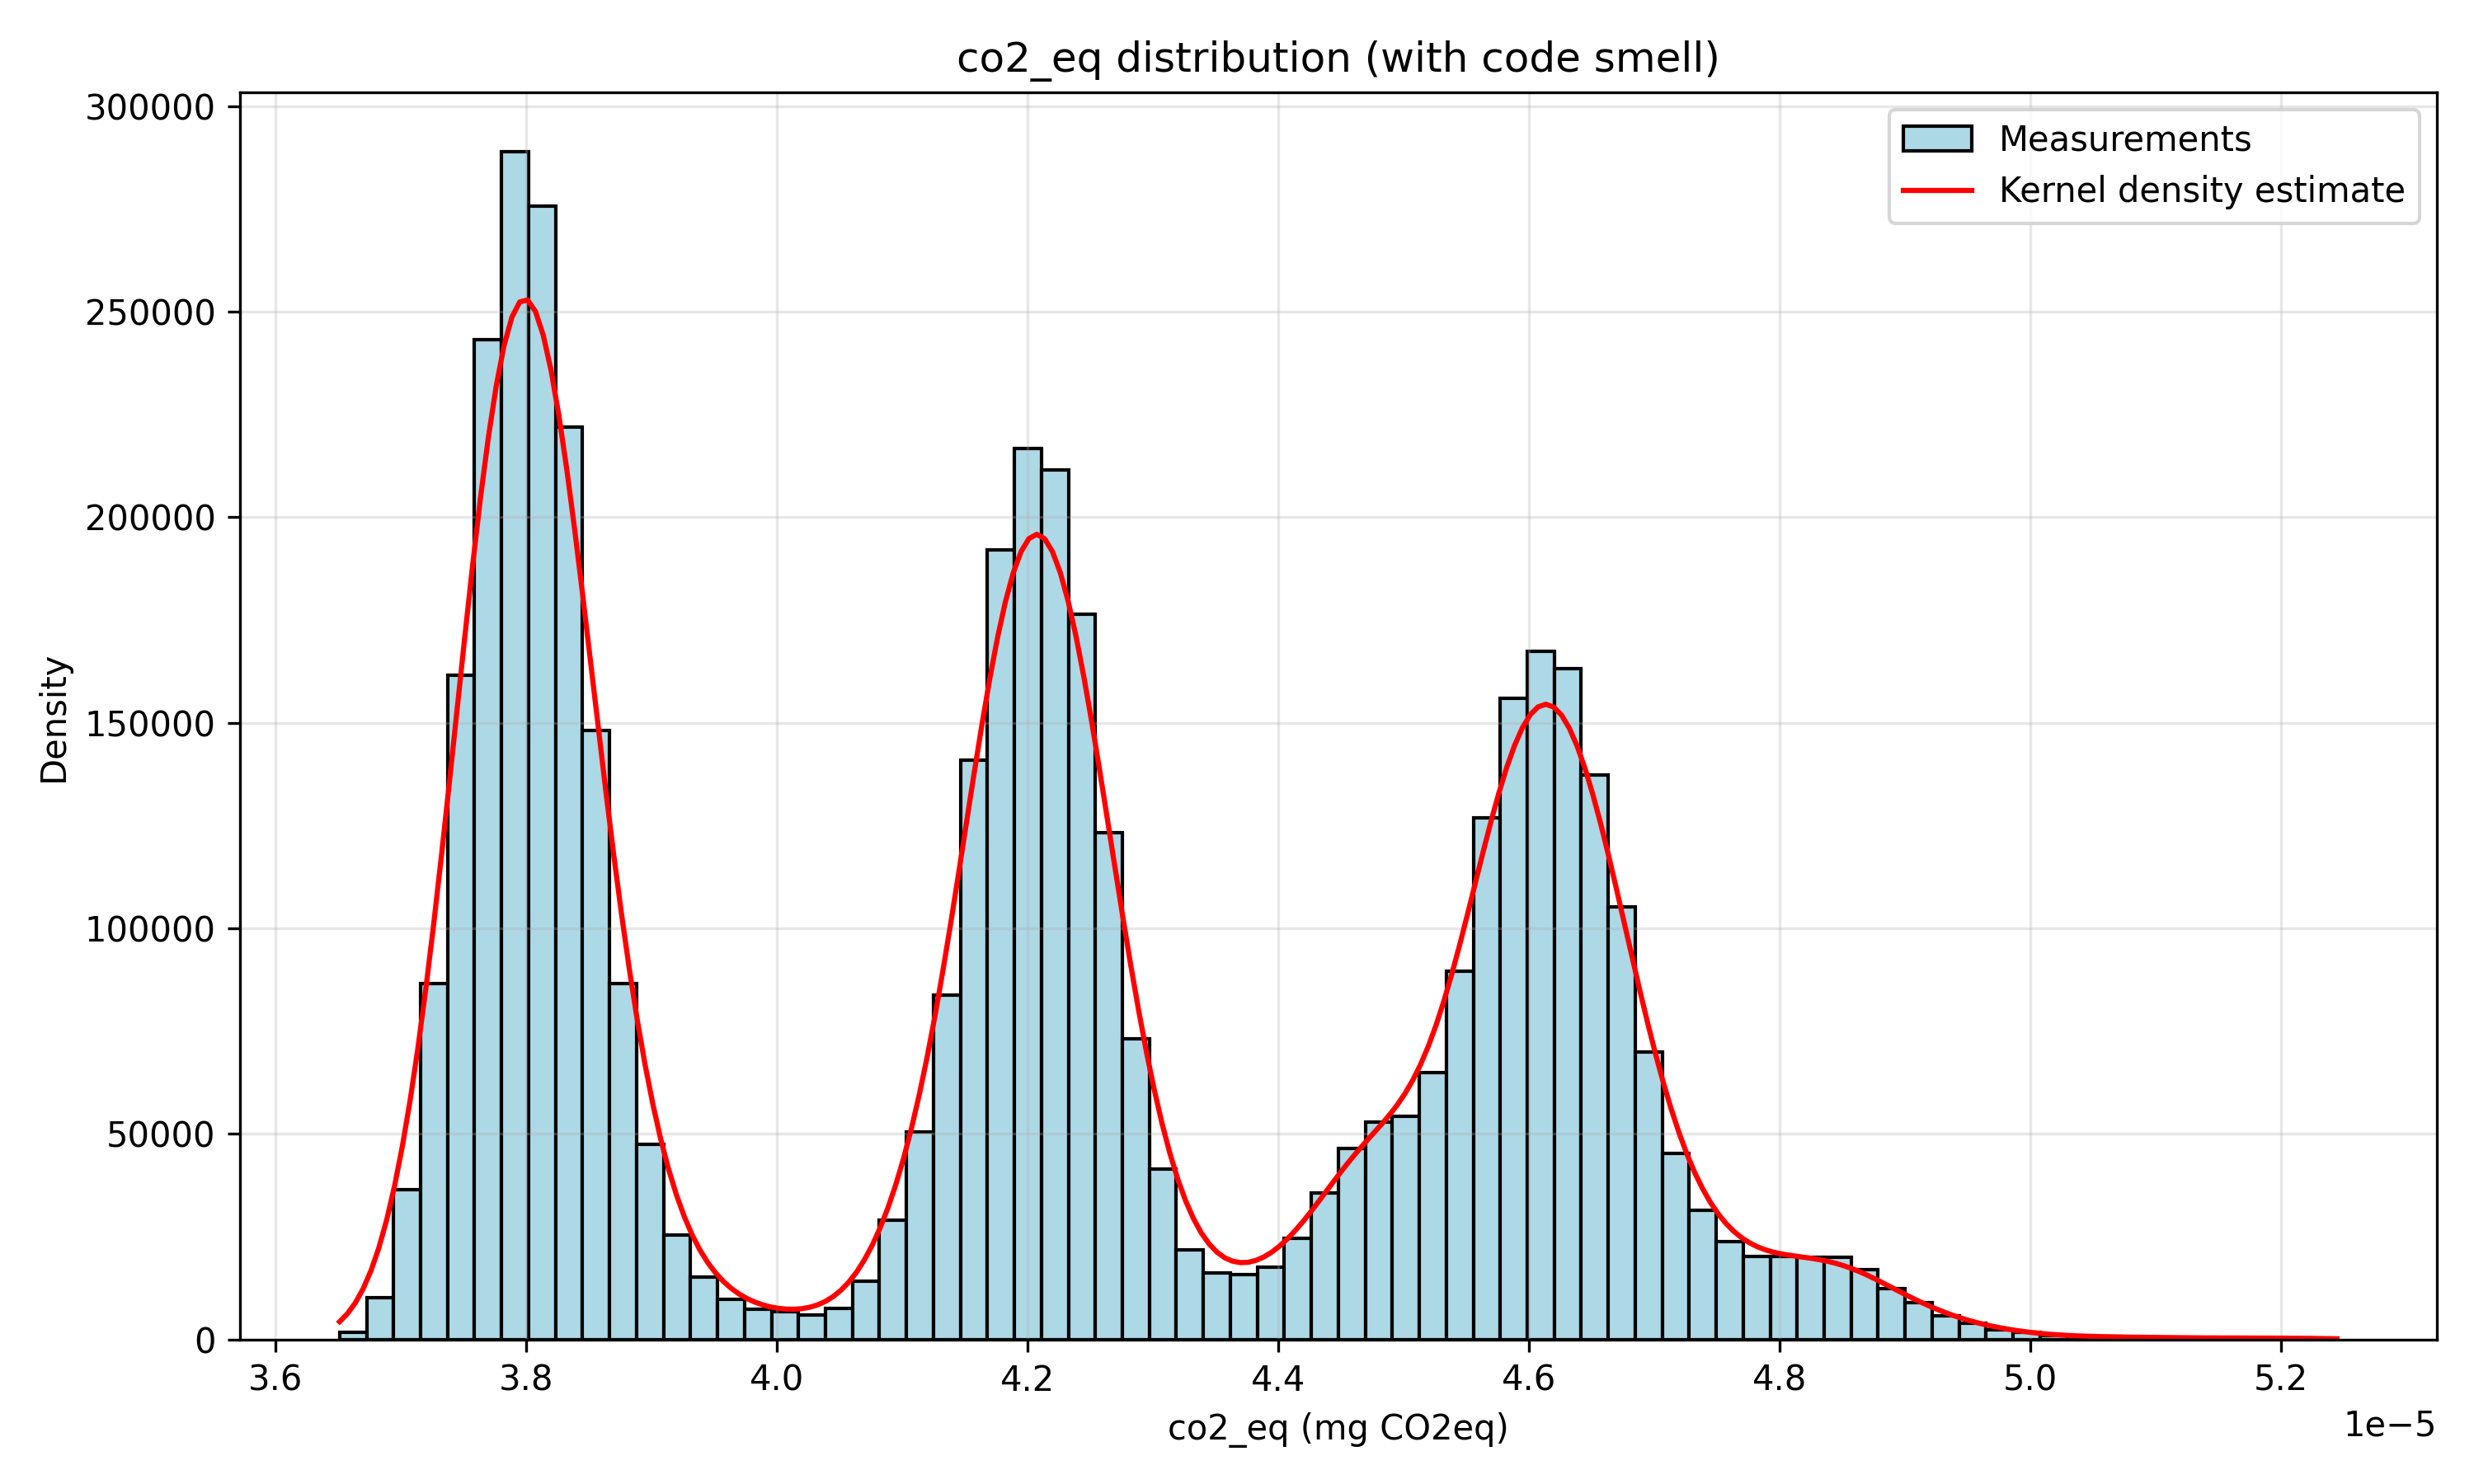 co2_eq distribution (with code smell)
Measurements
Kernel density estimate
Density
300000
250000
200000
150000
100000
50000
0
3.6 3.8 4.0 4.2 4.4 4.6 4.8 5.0 5.2
1e−5
co2_eq (mg CO2eq)